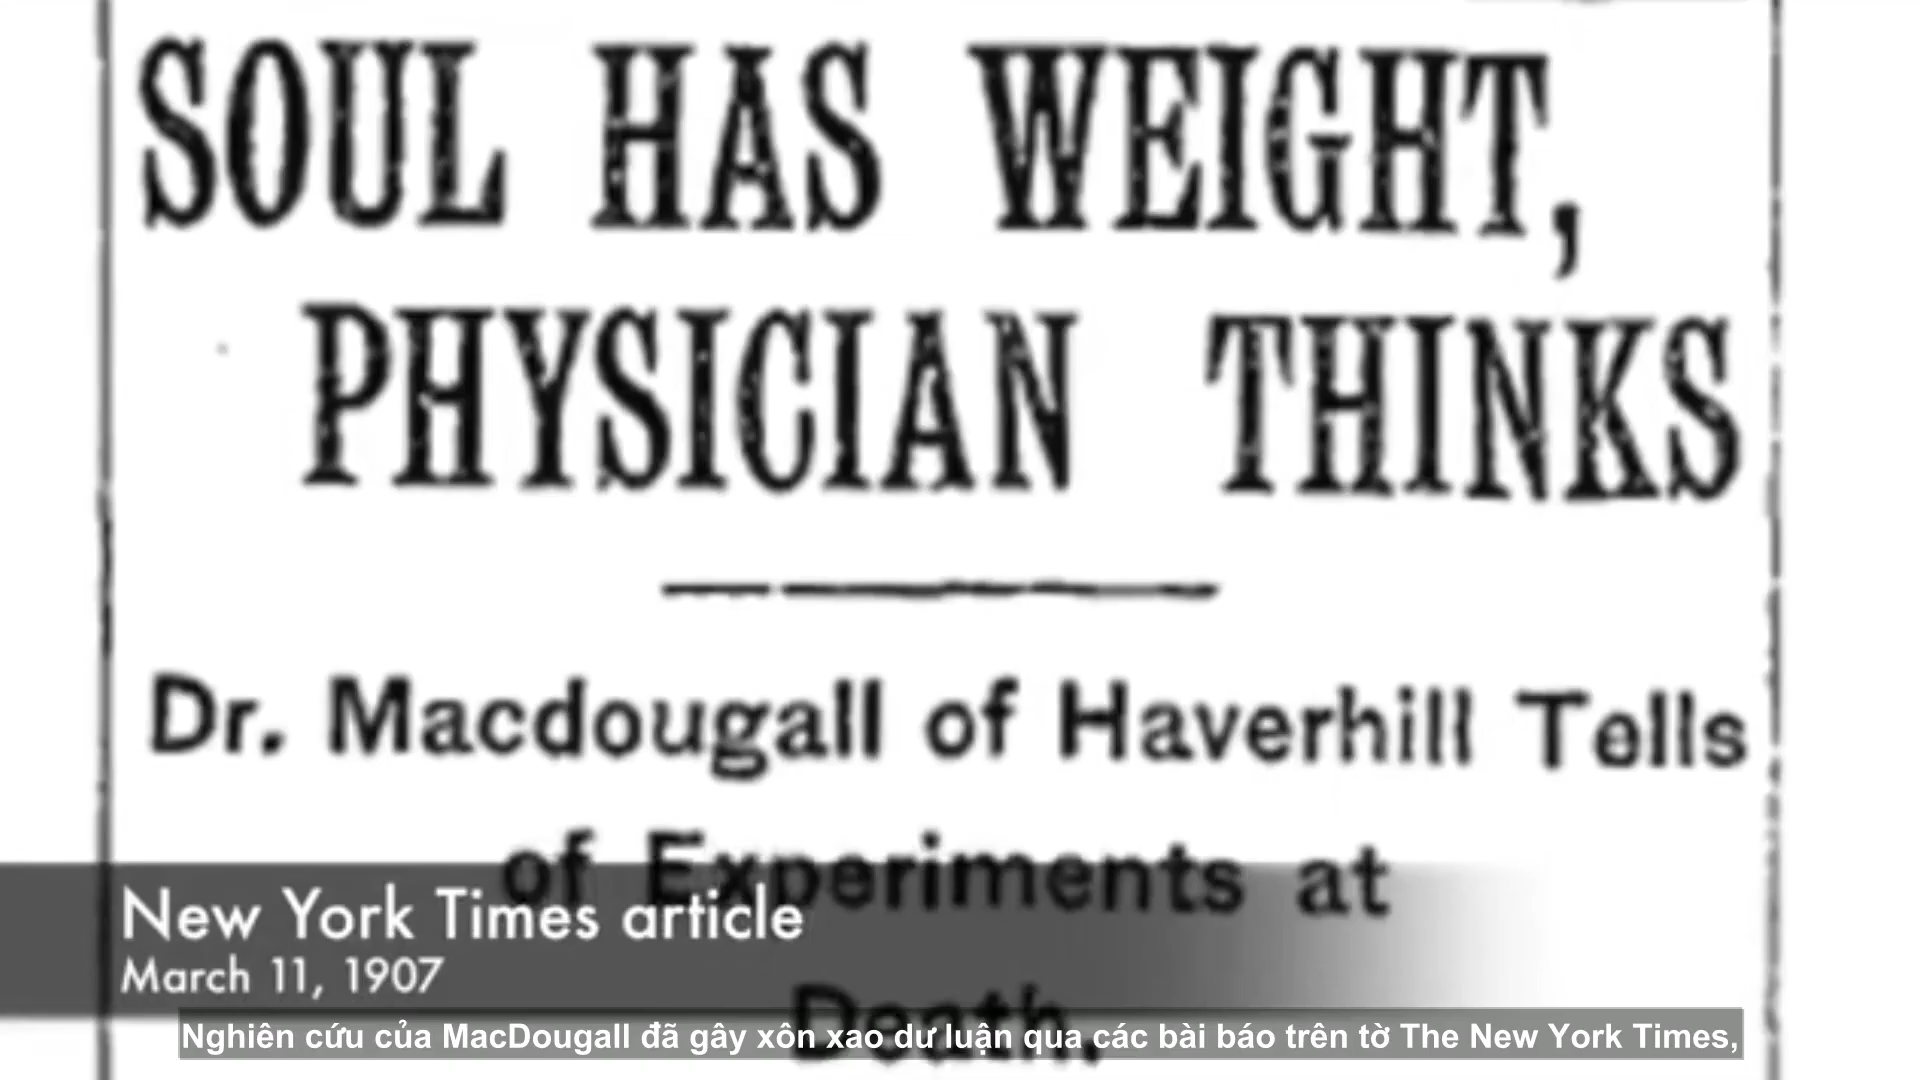 SOUL HAS WEIGHT,
PHYSICIAN THINKS
Dr. Macdougall of Haverhill Tells
of Experiments at
Death.
New York Times article
March 11, 1907
Nghiên cứu của MacDougall đã gây xôn xao dư luận qua các bài báo trên tờ The New York Times,